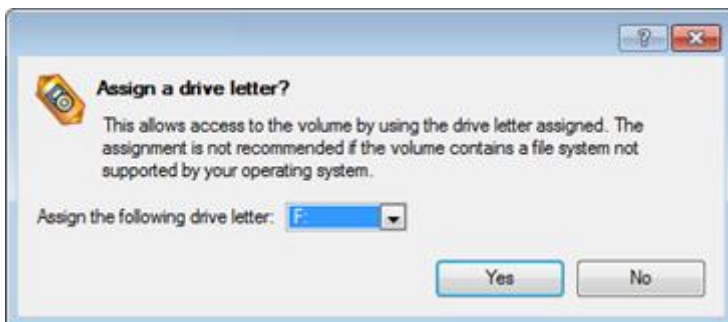 Assign a drive letter?
This allows access to the volume by using the drive letter assigned. The
assignment is not recommended if the volume contains a file system not
supported by your operating system.
Assign the following drive letter: F:
Yes No